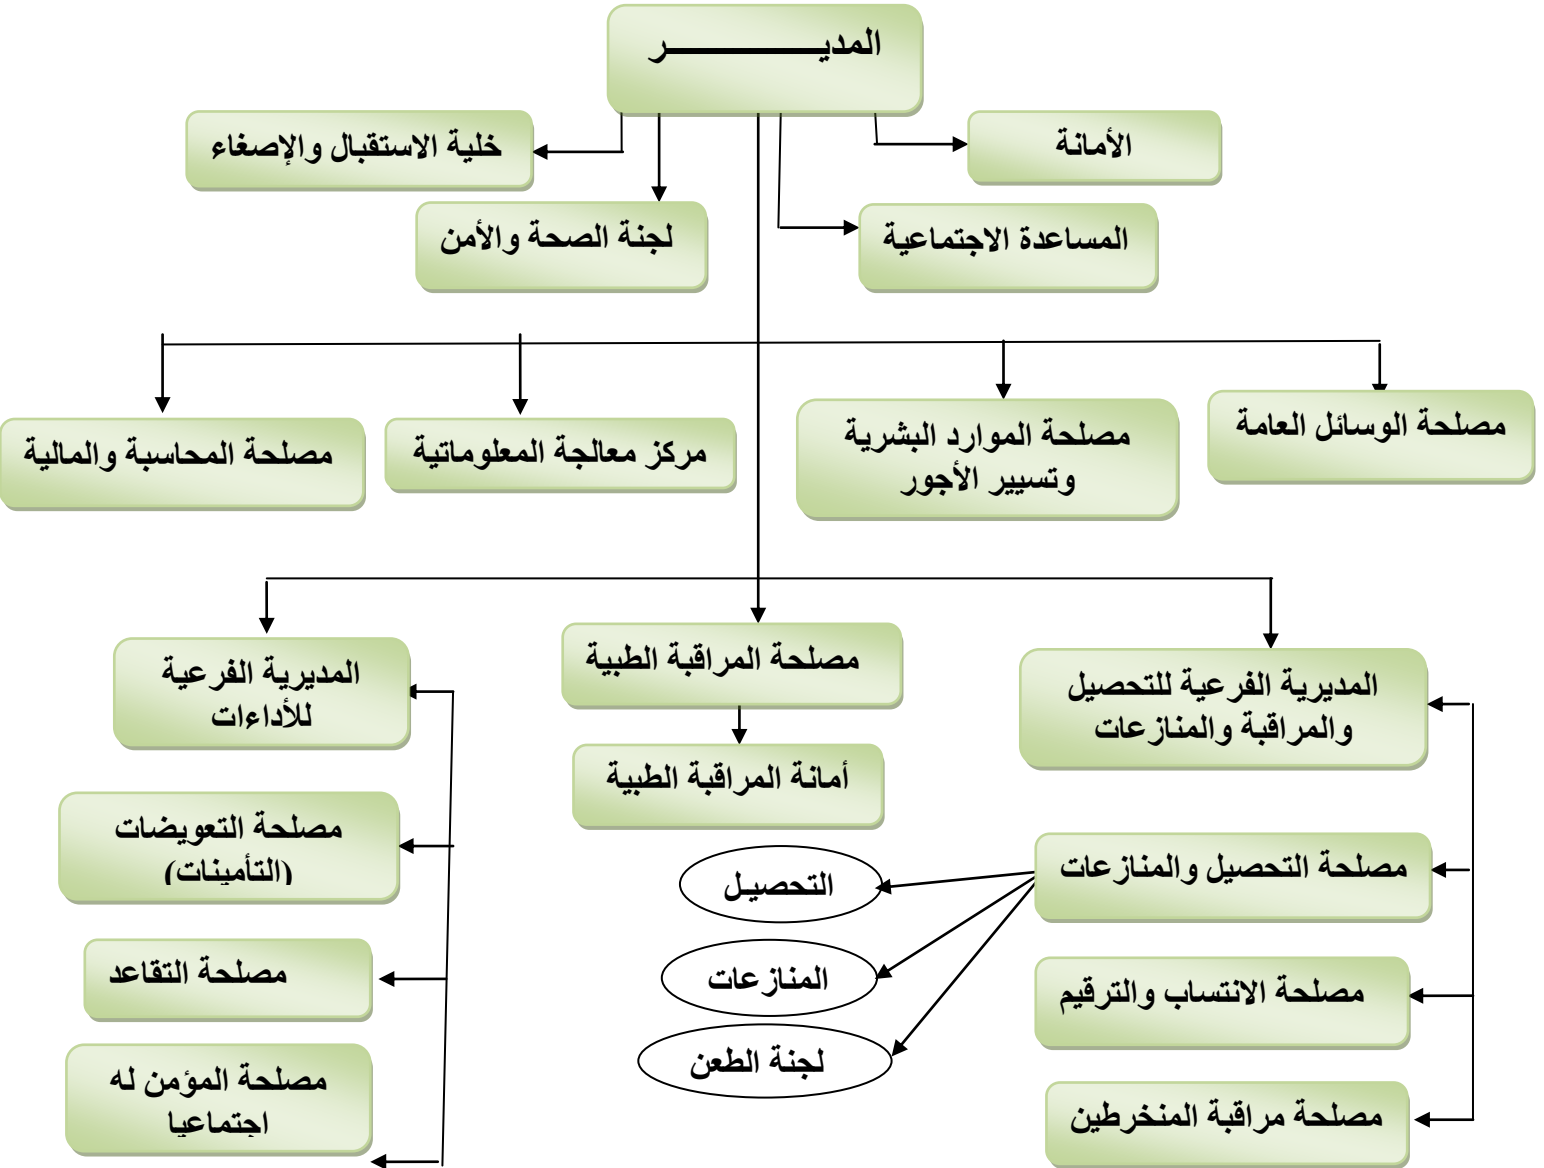 المديــــــــــر
الأمانة
خلية الاستقبال والإصغاء
المساعدة الاجتماعية
لجنة الصحة والأمن
مصلحة الوسائل العامة
مصلحة الموارد البشرية
وتسيير الأجور
مركز معالجة المعلوماتية
مصلحة المحاسبة والمالية
المديرية الفرعية للتحصيل
والمراقبة والمنازعات
مصلحة المراقبة الطبية
المديرية الفرعية
للأداءات
أمانة المراقبة الطبية
مصلحة التحصيل والمنازعات
التحصيـل
المنازعات
لجنة الطعن
مصلحة الانتساب والترقيم
مصلحة مراقبة المنخرطين
مصلحة التعويضات
(التأمينات)
مصلحة التقاعد
مصلحة المؤمن له
اجتماعيا